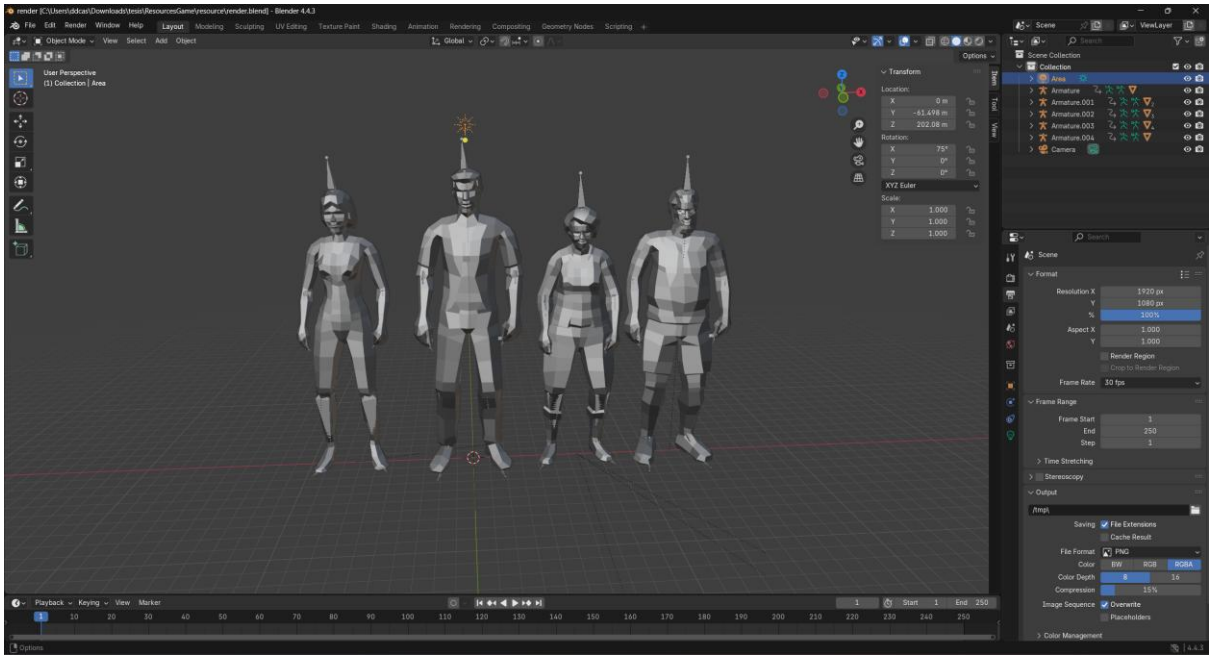 render [C:\Users\ddcas\Downloads\tesis\ResourcesGame\resource\render.blend] - Blender 4.4.3
File Edit Render Window Help Layout Modeling Sculpting UV Editing Texture Paint Shading Animation Rendering Compositing Geometry Nodes Scripting + Scene ViewLayer
Object Mode View Select Add Object Global Search
Options
User Perspective
(1) Collection | Area
Transform
Location:
X 0 m
Y -61.498 m
Z 202.08 m
Rotation:
X 75°
Y 0°
Z 0°
XYZ Euler
Scale:
X 1.000
Y 1.000
Z 1.000
Item
Tool
View
Z
X
Scene Collection
Collection
Area
Armature
Armature.001
Armature.002
Armature.003
Armature.004
Camera
Search
Scene
Format
Resolution X 1920 px
Y 1080 px
% 100%
Aspect X 1.000
Y 1.000
Render Region
Crop to Render Region
Frame Rate 30 fps
Frame Range
Frame Start 1
End 250
Step 1
Time Stretching
Stereoscopy
Output
/tmp\
Saving File Extensions
Cache Result
File Format PNG
Color BW RGB RGBA
Color Depth 8 16
Compression 15%
Image Sequence Overwrite
Placeholders
Color Management
Playback Keying View Marker 1 Start 1 End 250
1 10 20 30 40 50 60 70 80 90 100 110 120 130 140 150 160 170 180 190 200 210 220 230 240 250
Options 4.4.3